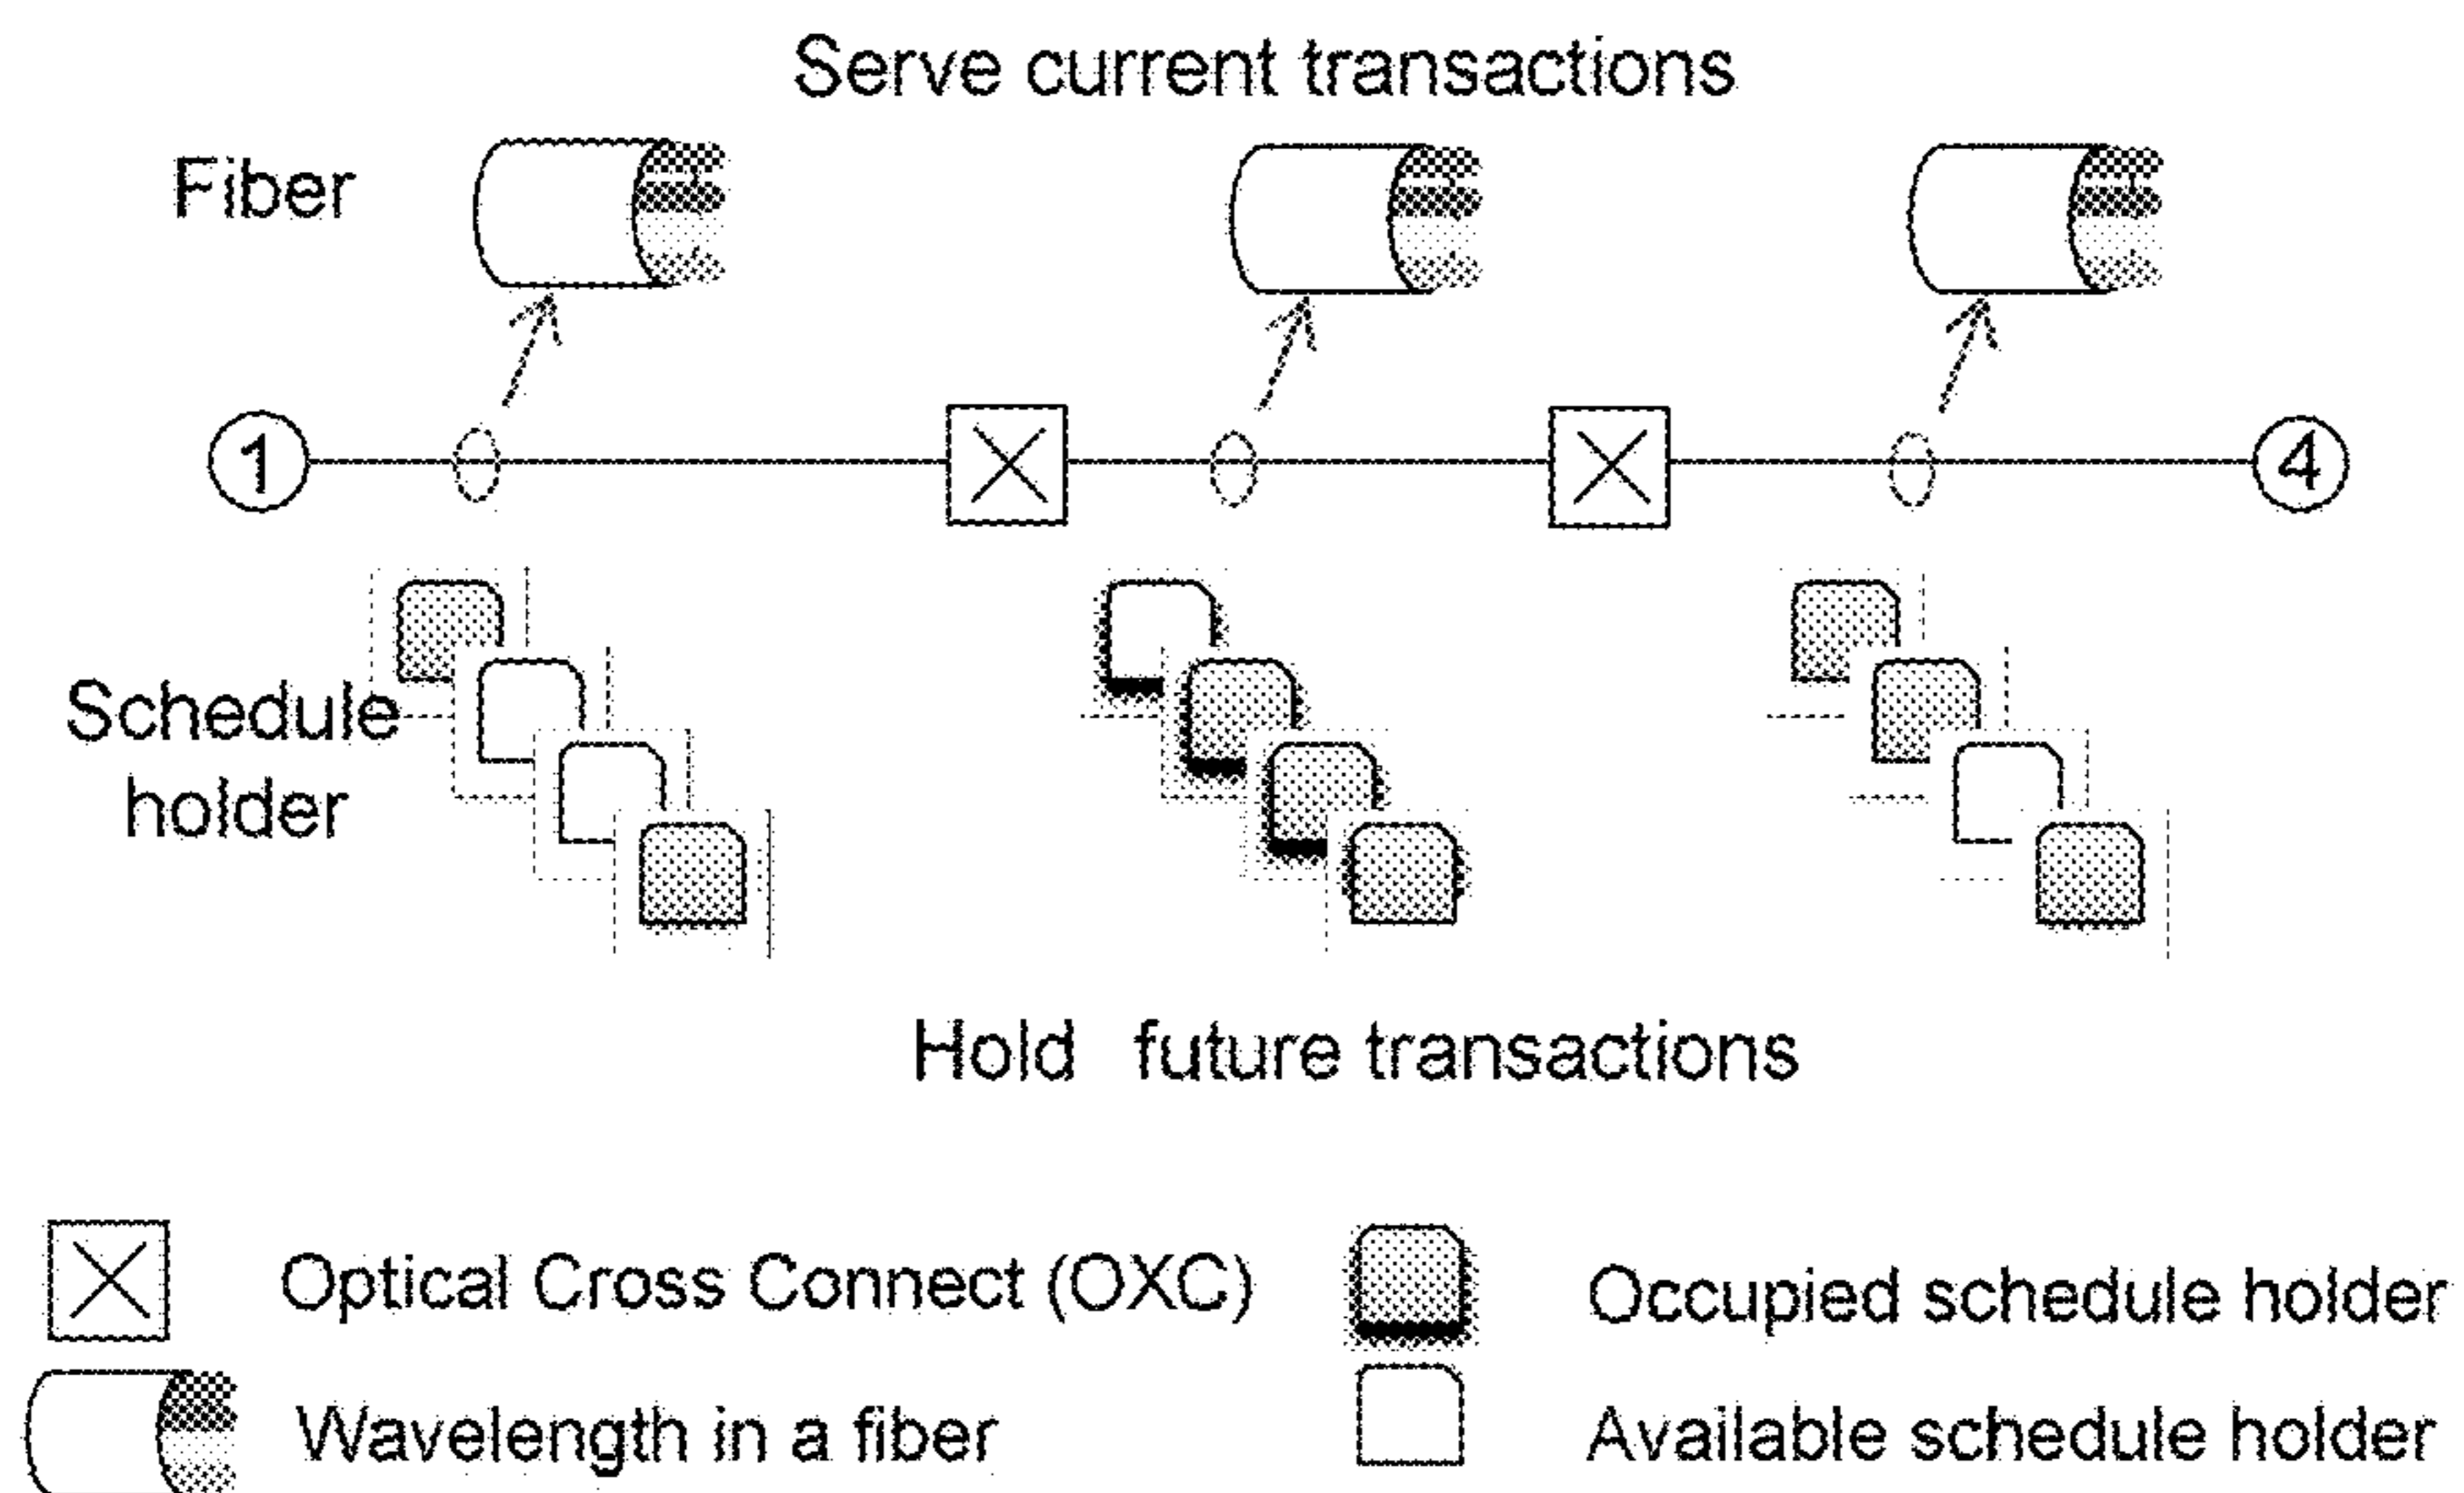 Serve current transactions
Fiber
1
4
Schedule
holder
Hold future transactions
Optical Cross Connect (OXC)
Occupied schedule holder
Wavelength in a fiber
Available schedule holder